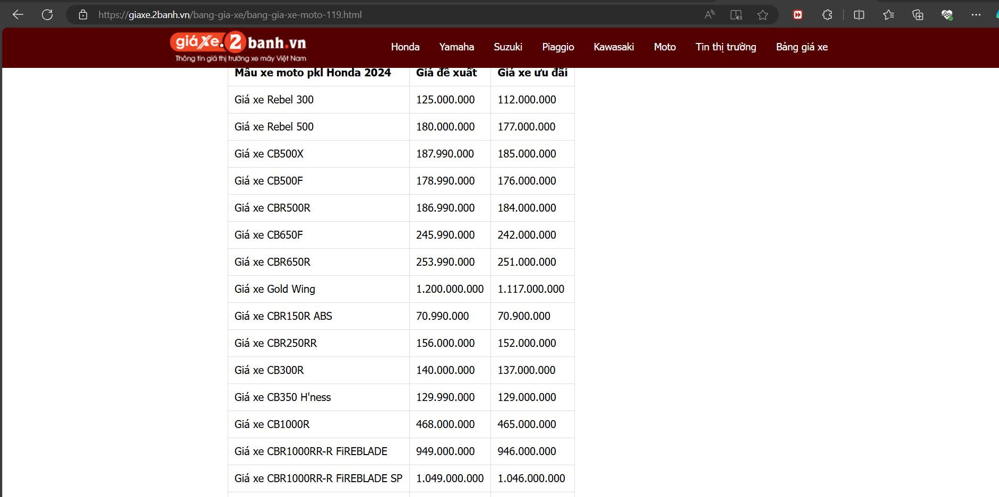 https://giaxe.2banh.vn/bang-gia-xe/bang-gia-xe-moto-119.html
giáxe.2banh.vn
Thông tin giá thị trường xe máy Việt Nam
Honda Yamaha Suzuki Piaggio Kawasaki Moto Tin thị trường Bảng giá xe
Mẫu xe moto pkl Honda 2024 Giá đề xuất Giá xe ưu đãi
Giá xe Rebel 300 125.000.000 112.000.000
Giá xe Rebel 500 180.000.000 177.000.000
Giá xe CB500X 187.990.000 185.000.000
Giá xe CB500F 178.990.000 176.000.000
Giá xe CBR500R 186.990.000 184.000.000
Giá xe CB650F 245.990.000 242.000.000
Giá xe CBR650R 253.990.000 251.000.000
Giá xe Gold Wing 1.200.000.000 1.117.000.000
Giá xe CBR150R ABS 70.990.000 70.900.000
Giá xe CBR250RR 156.000.000 152.000.000
Giá xe CB300R 140.000.000 137.000.000
Giá xe CB350 H'ness 129.990.000 129.000.000
Giá xe CB1000R 468.000.000 465.000.000
Giá xe CBR1000RR-R FiREBLADE 949.000.000 946.000.000
Giá xe CBR1000RR-R FiREBLADE SP 1.049.000.000 1.046.000.000